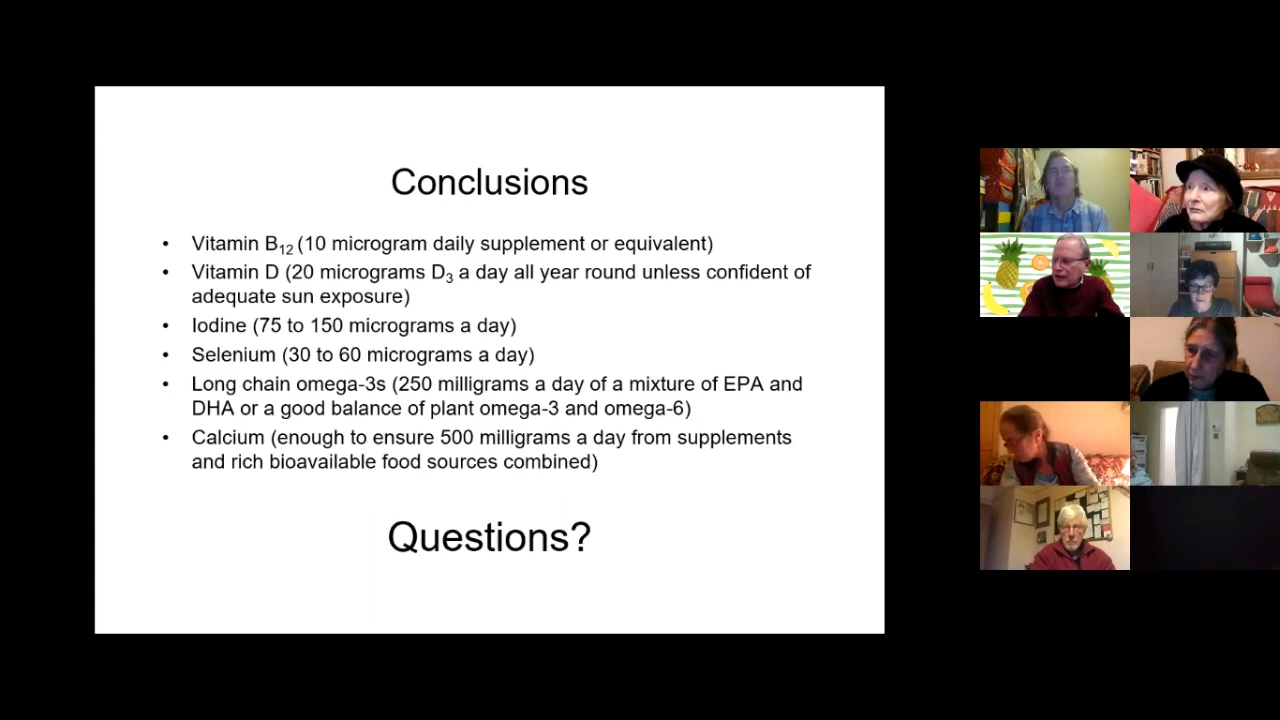 Conclusions
• Vitamin B₁₂ (10 microgram daily supplement or equivalent)
• Vitamin D (20 micrograms D₃ a day all year round unless confident of
adequate sun exposure)
• Iodine (75 to 150 micrograms a day)
• Selenium (30 to 60 micrograms a day)
• Long chain omega-3s (250 milligrams a day of a mixture of EPA and
DHA or a good balance of plant omega-3 and omega-6)
• Calcium (enough to ensure 500 milligrams a day from supplements
and rich bioavailable food sources combined)
Questions?